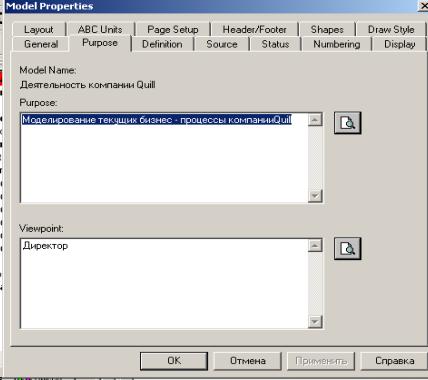 Model Properties
Layout ABC Units Page Setup Header/Footer Shapes Draw Style
General Purpose Definition Source Status Numbering Display
Model Name:
Деятельность компании Quill
Purpose:
Моделирование текущих бизнес - процессы компанииQuill
Viewpoint:
Директор
OK Отмена Применить Справка